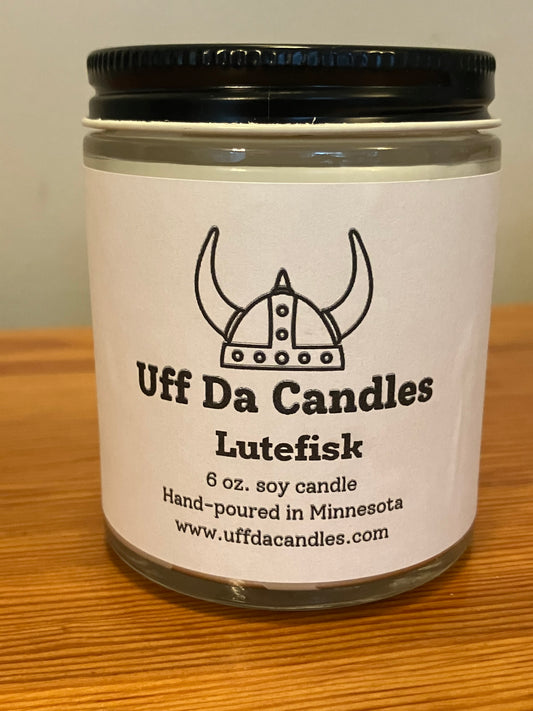 Uff Da Candles
Lutefisk
6 oz. soy candle
Hand-poured in Minnesota
www.uffdacandles.com